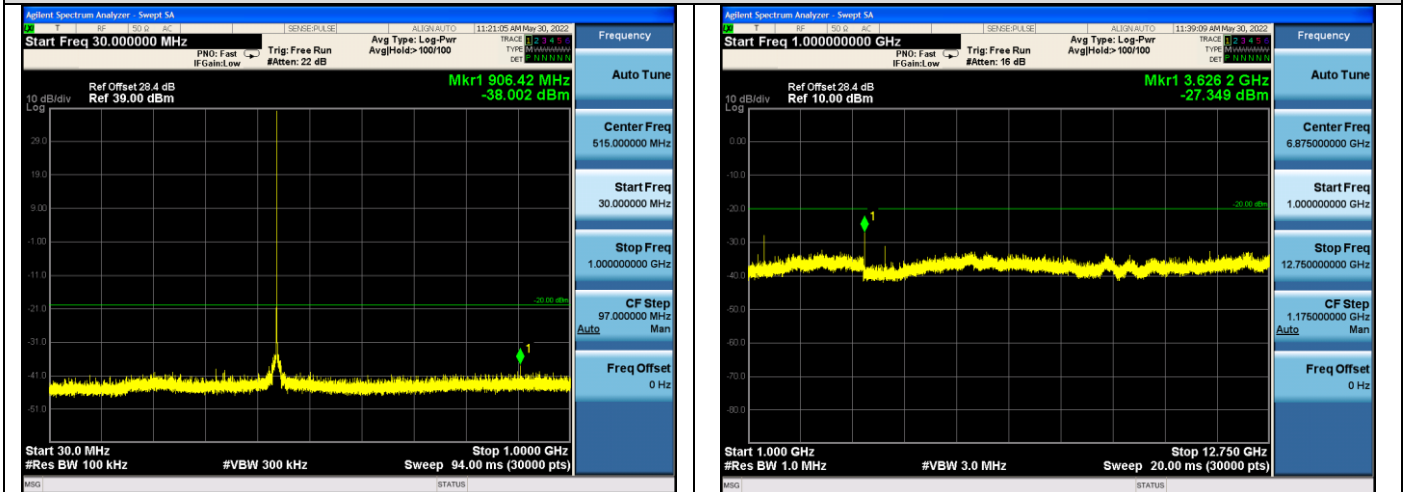 Agilent Spectrum Analyzer - Swept SA
T RF 50 Ω AC SENSE:PULSE ALIGN AUTO 11:21:05 AM May 30, 2022
Start Freq 30.000000 MHz
PNO: Fast
IFGain:Low
Trig: Free Run
#Atten: 22 dB
Avg Type: Log-Pwr
Avg|Hold:> 100/100
TRACE 1 2 3 4 5 6
TYPE
DET P N N N N N
Ref Offset 28.4 dB
Ref 39.00 dBm
10 dB/div
Log
Mkr1 906.42 MHz
-38.002 dBm
29.0
19.0
9.00
-1.00
-11.0
-20.00 dBm
-21.0
-31.0
1
-41.0
-51.0
Start 30.0 MHz
Stop 1.0000 GHz
#Res BW 100 kHz
#VBW 300 kHz
Sweep 94.00 ms (30000 pts)
MSG STATUS
Frequency
Auto Tune
Center Freq
515.000000 MHz
Start Freq
30.000000 MHz
Stop Freq
1.000000000 GHz
CF Step
97.000000 MHz
Auto Man
Freq Offset
0 Hz
Agilent Spectrum Analyzer - Swept SA
T RF 50 Ω AC SENSE:PULSE ALIGN AUTO 11:39:09 AM May 30, 2022
Start Freq 1.000000000 GHz
PNO: Fast
IFGain:Low
Trig: Free Run
#Atten: 16 dB
Avg Type: Log-Pwr
Avg|Hold:> 100/100
TRACE 1 2 3 4 5 6
TYPE
DET P N N N N N
Ref Offset 28.4 dB
Ref 10.00 dBm
10 dB/div
Log
Mkr1 3.626 2 GHz
-27.349 dBm
0.00
-10.0
-20.0
-20.00 dBm
1
-30.0
-40.0
-50.0
-60.0
-70.0
-80.0
Start 1.000 GHz
Stop 12.750 GHz
#Res BW 1.0 MHz
#VBW 3.0 MHz
Sweep 20.00 ms (30000 pts)
MSG STATUS
Frequency
Auto Tune
Center Freq
6.875000000 GHz
Start Freq
1.000000000 GHz
Stop Freq
12.750000000 GHz
CF Step
1.175000000 GHz
Auto Man
Freq Offset
0 Hz